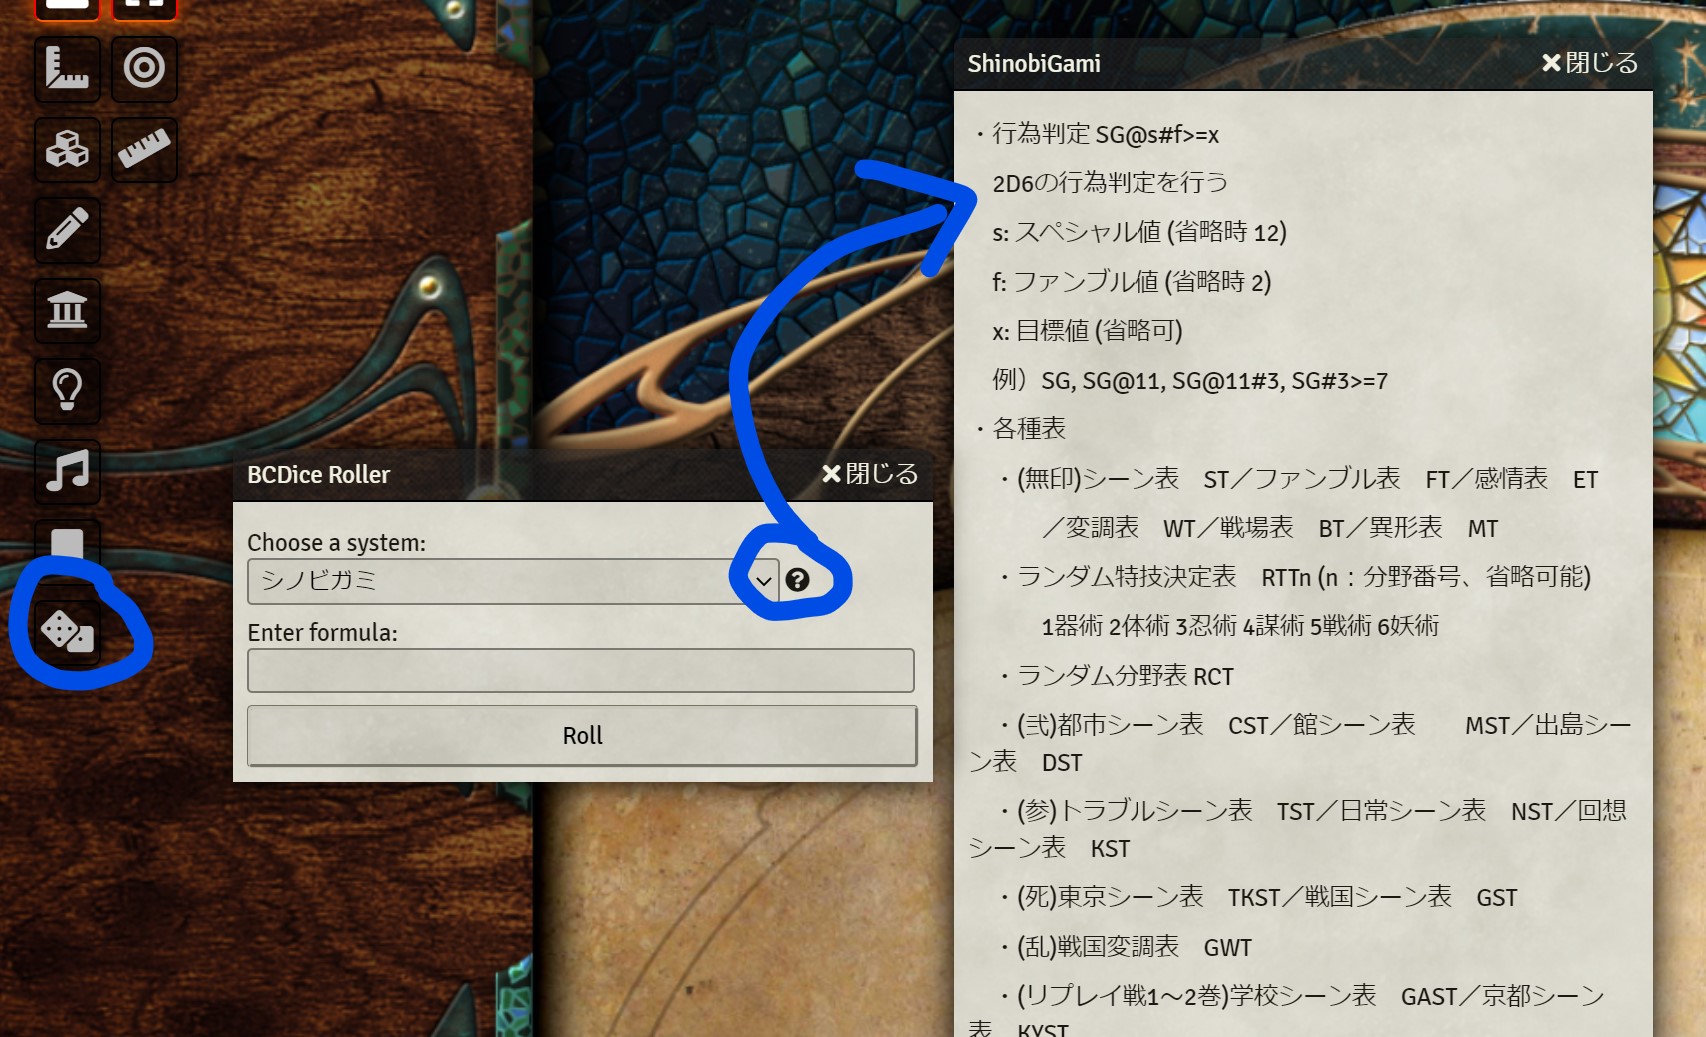 ShinobiGami
閉じる
・行為判定 SG@s#f>=x
2D6の行為判定を行う
s: スペシャル値 (省略時 12)
f: ファンブル値 (省略時 2)
x: 目標値 (省略可)
例）SG, SG@11, SG@11#3, SG#3>=7
・各種表
・(無印)シーン表　ST／ファンブル表　FT／感情表　ET
／変調表　WT／戦場表　BT／異形表　MT
・ランダム特技決定表　RTTn (n：分野番号、省略可能)
1器術 2体術 3忍術 4謀術 5戦術 6妖術
・ランダム分野表 RCT
・(弐)都市シーン表　CST／館シーン表　　MST／出島シー
ン表　DST
・(参)トラブルシーン表　TST／日常シーン表　NST／回想
シーン表　KST
・(死)東京シーン表　TKST／戦国シーン表　GST
・(乱)戦国変調表　GWT
・(リプレイ戦1～2巻)学校シーン表　GAST／京都シーン
表　KYST
BCDice Roller
閉じる
Choose a system:
シノビガミ
Enter formula:
Roll